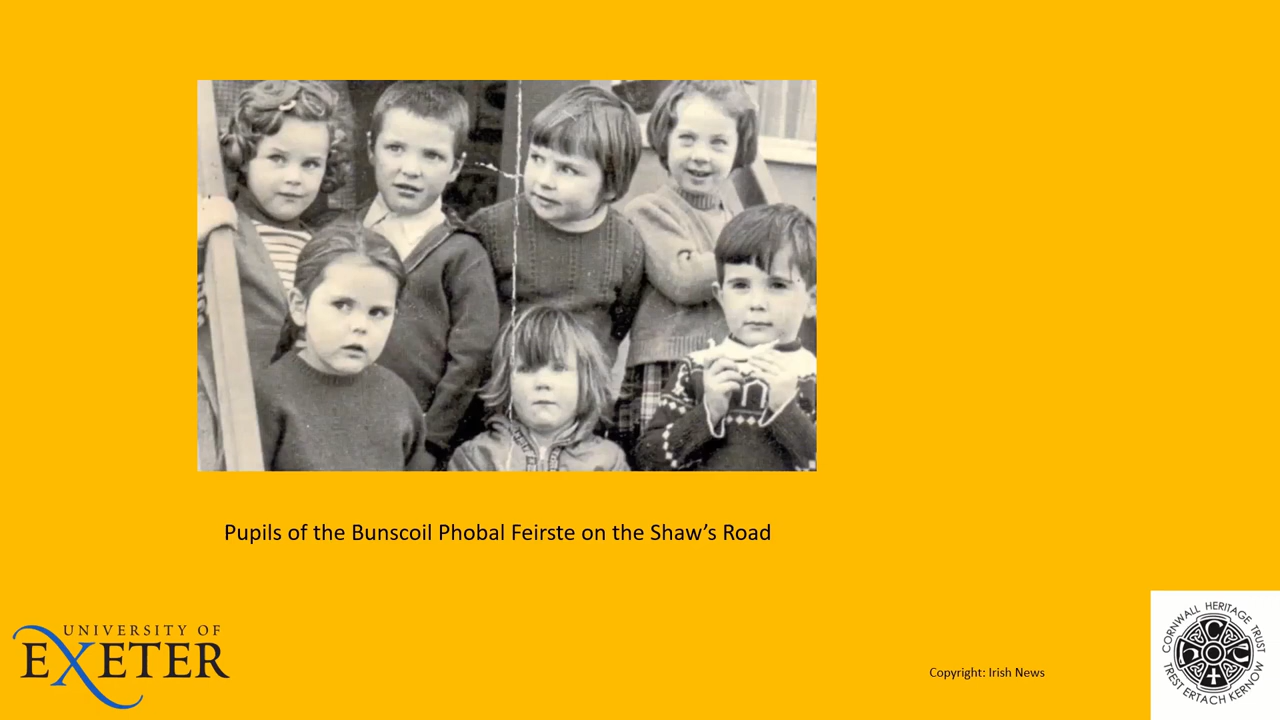 Pupils of the Bunscoil Phobal Feirste on the Shaw’s Road
UNIVERSITY OF
EXETER
Copyright: Irish News
CORNWALL HERITAGE TRUST
TREST ERTACH KERNOW
C C C